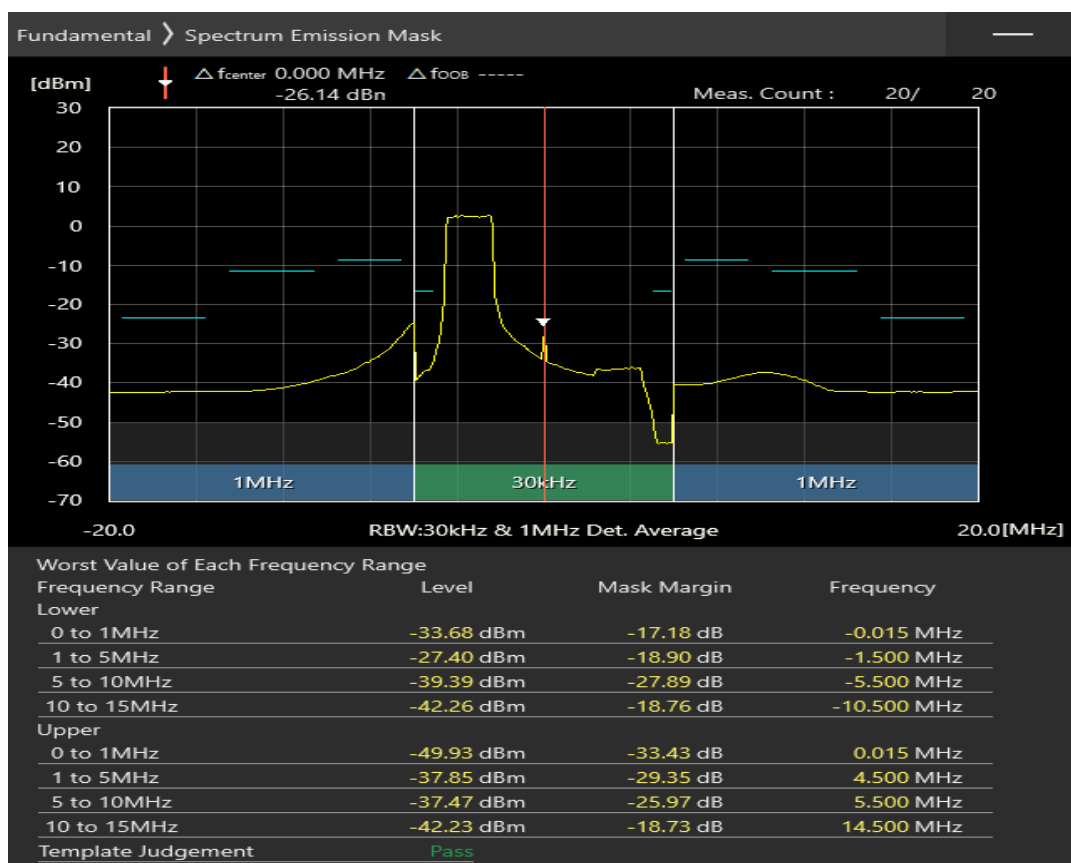 Fundamental ❯ Spectrum Emission Mask
[dBm] △ fcenter 0.000 MHz △ fOOB -----
-26.14 dBn Meas. Count : 20/ 20
30
20
10
0
-10
-20
-30
-40
-50
-60
1MHz 30kHz 1MHz
-70
-20.0 RBW:30kHz & 1MHz Det. Average 20.0[MHz]
Worst Value of Each Frequency Range
Frequency Range Level Mask Margin Frequency
Lower
0 to 1MHz -33.68 dBm -17.18 dB -0.015 MHz
1 to 5MHz -27.40 dBm -18.90 dB -1.500 MHz
5 to 10MHz -39.39 dBm -27.89 dB -5.500 MHz
10 to 15MHz -42.26 dBm -18.76 dB -10.500 MHz
Upper
0 to 1MHz -49.93 dBm -33.43 dB 0.015 MHz
1 to 5MHz -37.85 dBm -29.35 dB 4.500 MHz
5 to 10MHz -37.47 dBm -25.97 dB 5.500 MHz
10 to 15MHz -42.23 dBm -18.73 dB 14.500 MHz
Template Judgement Pass